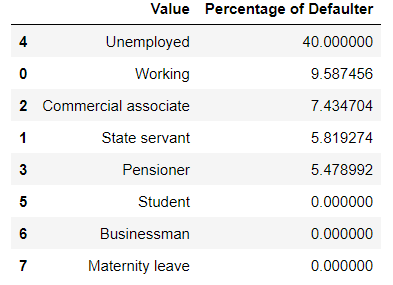 Value Percentage of Defaulter
4 Unemployed 40.000000
0 Working 9.587456
2 Commercial associate 7.434704
1 State servant 5.819274
3 Pensioner 5.478992
5 Student 0.000000
6 Businessman 0.000000
7 Maternity leave 0.000000